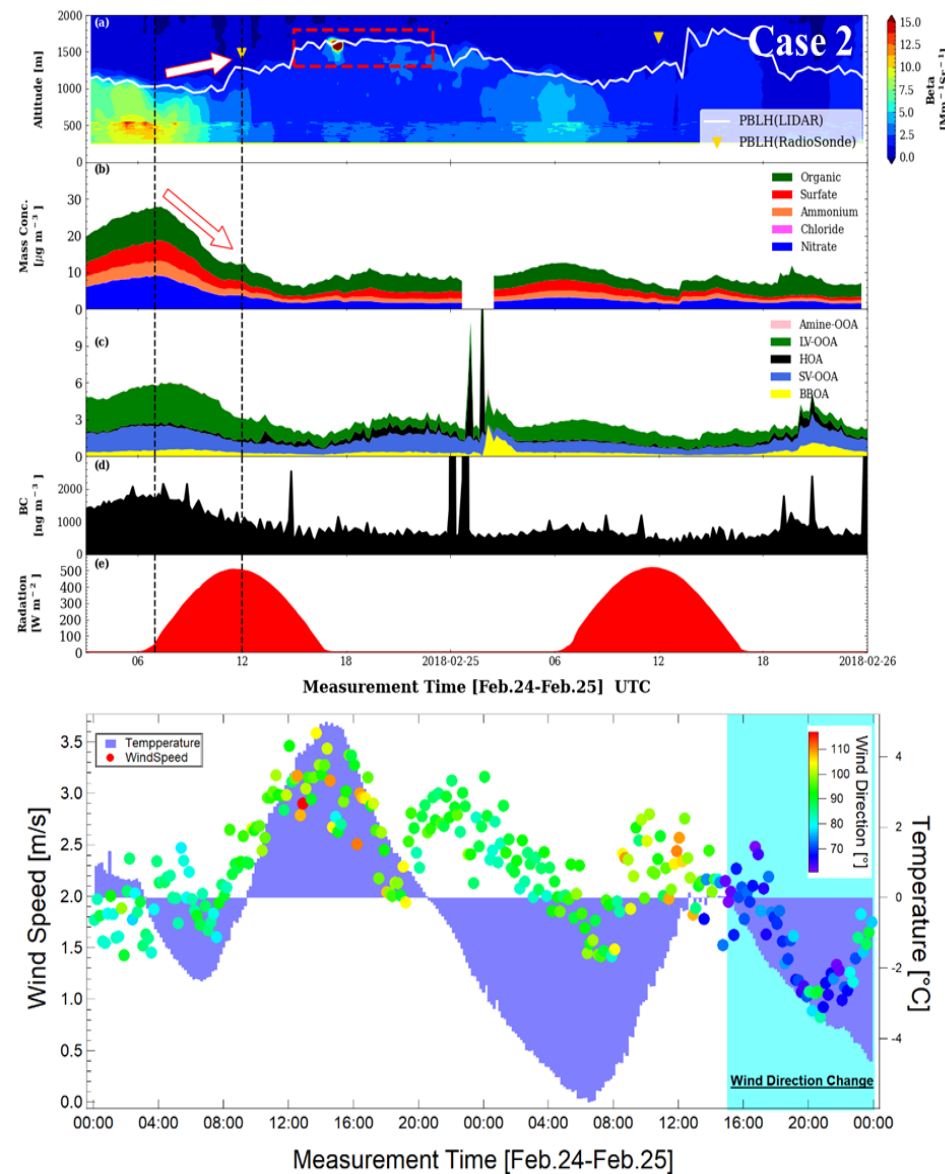 (a)
Case 2
2000
1500
1000
500
0
Altitude [m]
PBLH(LIDAR)
PBLH(RadioSonde)
15.0
12.5
10.0
7.5
5.0
2.5
0.0
Beta
[Mm⁻¹Sr⁻¹]
(b)
30
20
10
0
Mass Conc.
[μg m⁻³]
Organic
Surfate
Ammonium
Chloride
Nitrate
(c)
9
6
3
0
Amine-OOA
LV-OOA
HOA
SV-OOA
BBOA
(d)
2000
1000
0
BC
[ng m⁻³]
(e)
500
400
300
200
100
0
Radation
[W m⁻²]
06 12 18 2018-02-25 06 12 18 2018-02-26
Measurement Time [Feb.24-Feb.25] UTC
Tempperature
WindSpeed
3.5
3.0
2.5
2.0
1.5
1.0
0.5
0.0
Wind Speed [m/s]
110
100
90
80
70
Wind Direction [°]
4
2
0
-2
-4
Temperature [°C]
Wind Direction Change
00:00 04:00 08:00 12:00 16:00 20:00 00:00 04:00 08:00 12:00 16:00 20:00 00:00
Measurement Time [Feb.24-Feb.25]